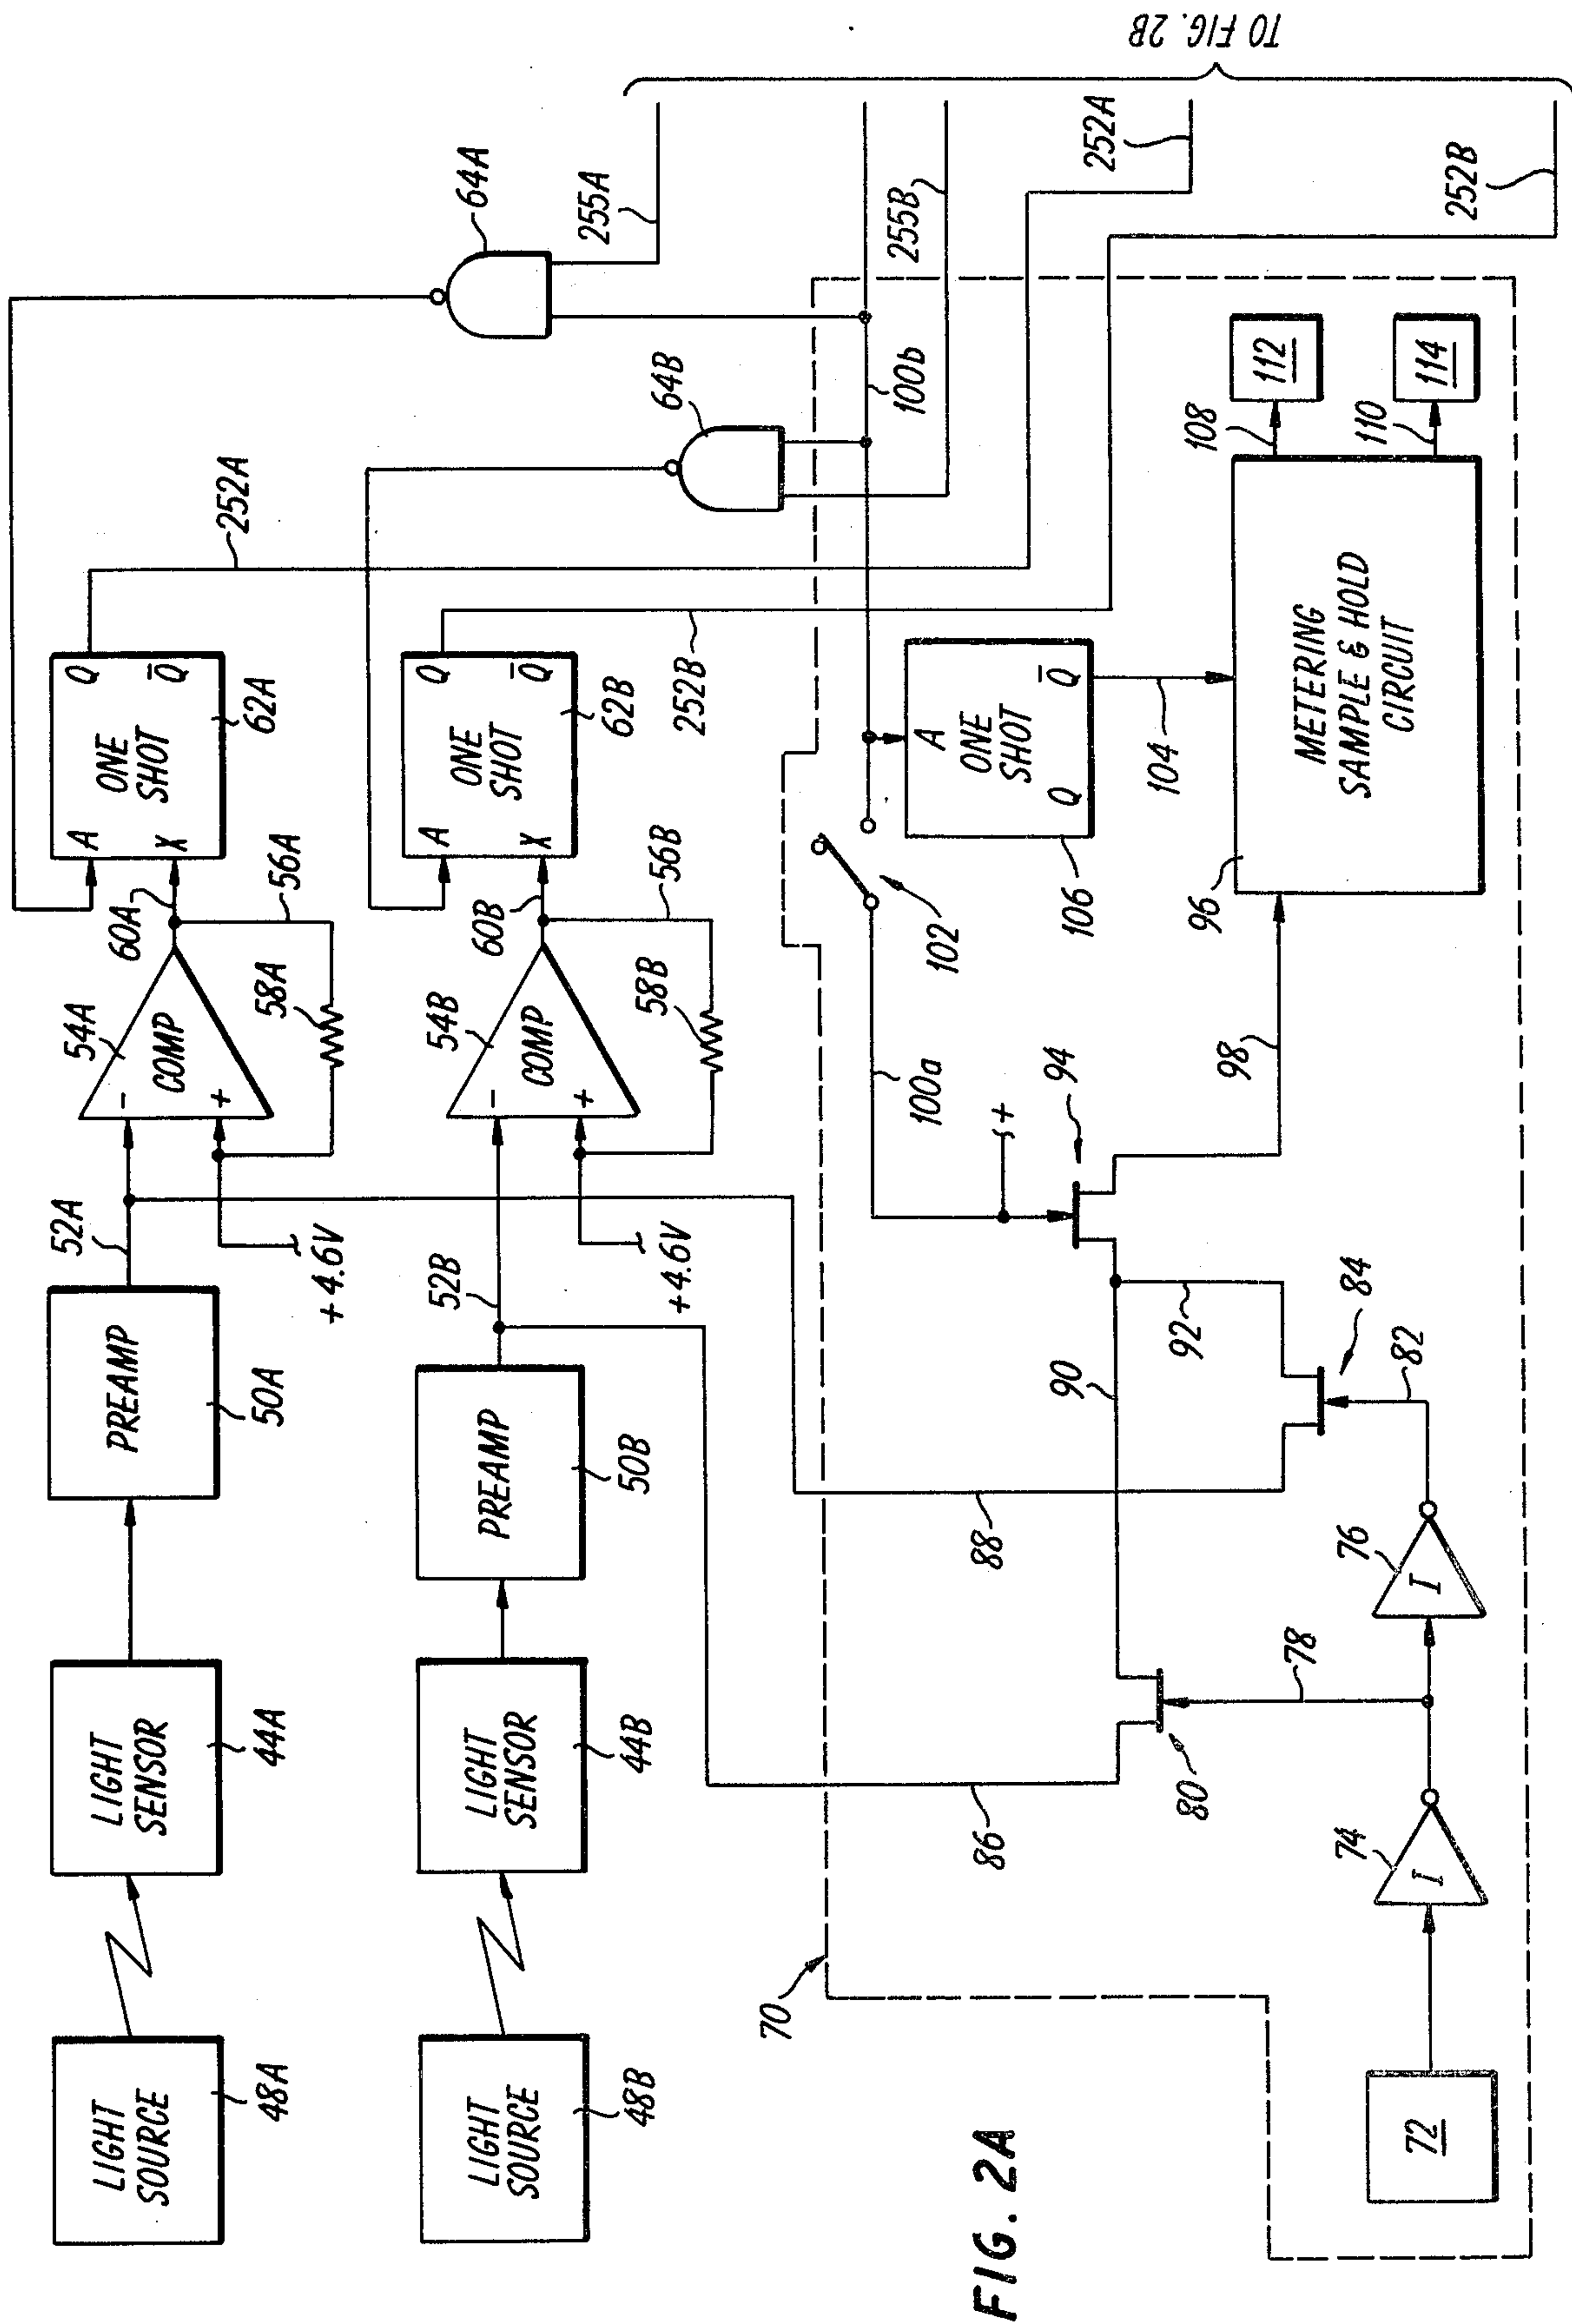 LIGHT
SOURCE
48A
LIGHT
SENSOR
44A
PREAMP
50A
52A
+4.6V
54A
-
COMP
+
58A
56A
60A
A
X
ONE
SHOT
Q
Q̅
62A
252A
64A
255A
LIGHT
SOURCE
48B
LIGHT
SENSOR
44B
PREAMP
50B
52B
+4.6V
54B
-
COMP
+
58B
56B
60B
A
X
ONE
SHOT
Q
Q̅
62B
252B
64B
100b
255B
252A
252B
TO FIG. 2B
70
72
74
I
76
I
78
80
82
84
86
88
90
92
94
+
100a
102
A
ONE
SHOT
Q
Q̅
106
104
98
96
METERING
SAMPLE & HOLD
CIRCUIT
108
112
110
114
FIG. 2A